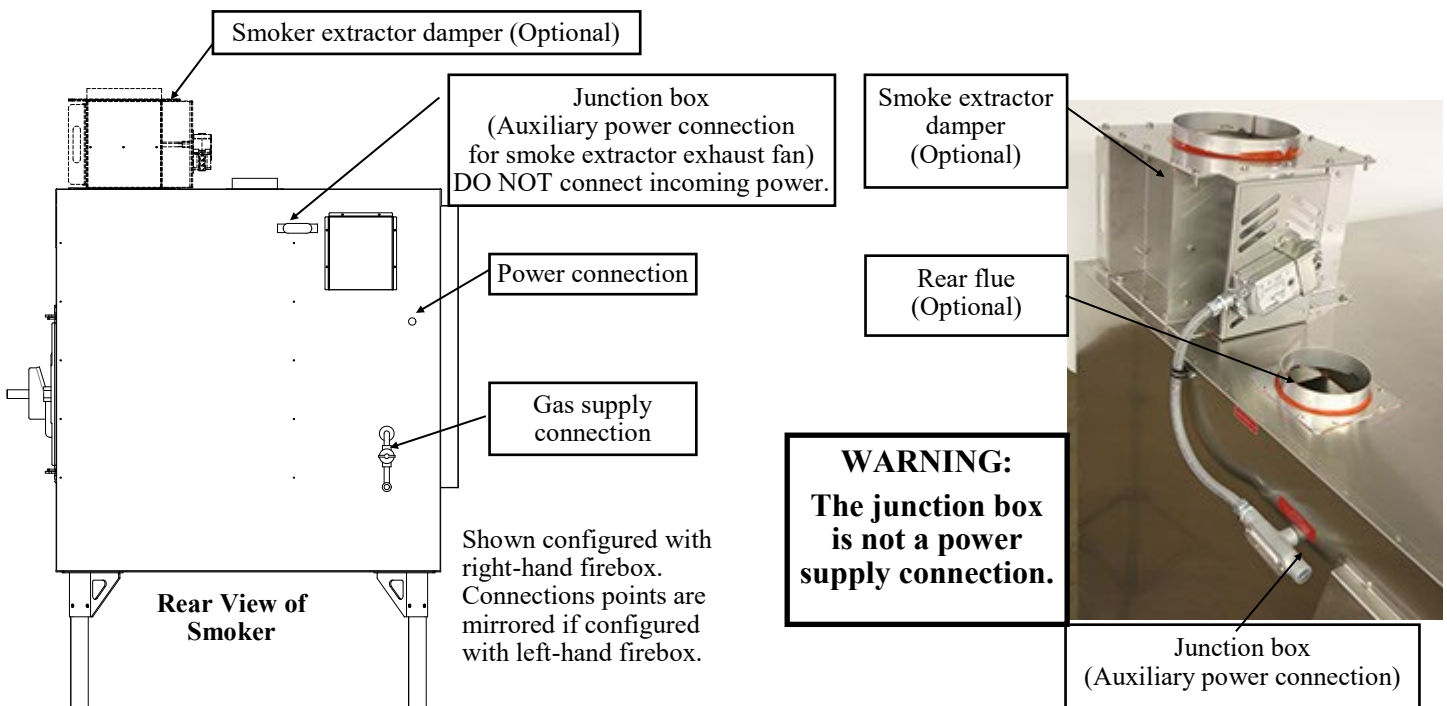 Smoker extractor damper (Optional)
Junction box
(Auxiliary power connection
for smoke extractor exhaust fan)
DO NOT connect incoming power.
Power connection
Gas supply
connection
Shown configured with
right-hand firebox.
Connections points are
mirrored if configured
with left-hand firebox.
Rear View of
Smoker
Smoke extractor
damper
(Optional)
Rear flue
(Optional)
WARNING:
The junction box
is not a power
supply connection.
Junction box
(Auxiliary power connection)